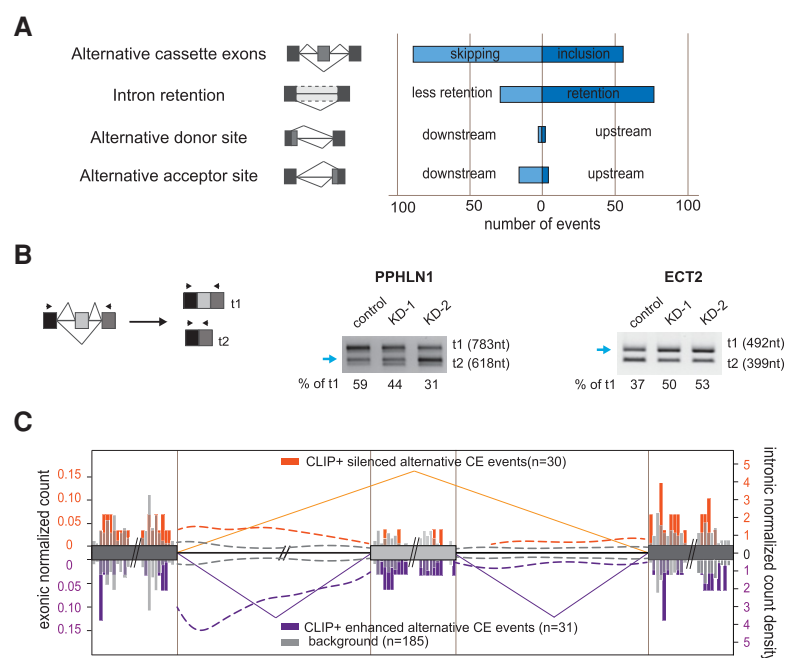 A
Alternative cassette exons
skipping
inclusion
Intron retention
less retention
retention
Alternative donor site
downstream
upstream
Alternative acceptor site
downstream
upstream
100 50 0 50 100
number of events
B
t1
t2
PPHLN1
control KD-1 KD-2
t1 (783nt)
t2 (618nt)
% of t1 59 44 31
ECT2
control KD-1 KD-2
t1 (492nt)
t2 (399nt)
% of t1 37 50 53
C
exonic normalized count
0.15
0.10
0.05
0
0
0.05
0.10
0.15
CLIP+ silenced alternative CE events(n=30)
CLIP+ enhanced alternative CE events (n=31)
background (n=185)
5
4
3
2
1
0
1
2
3
4
5
intronic normalized count density